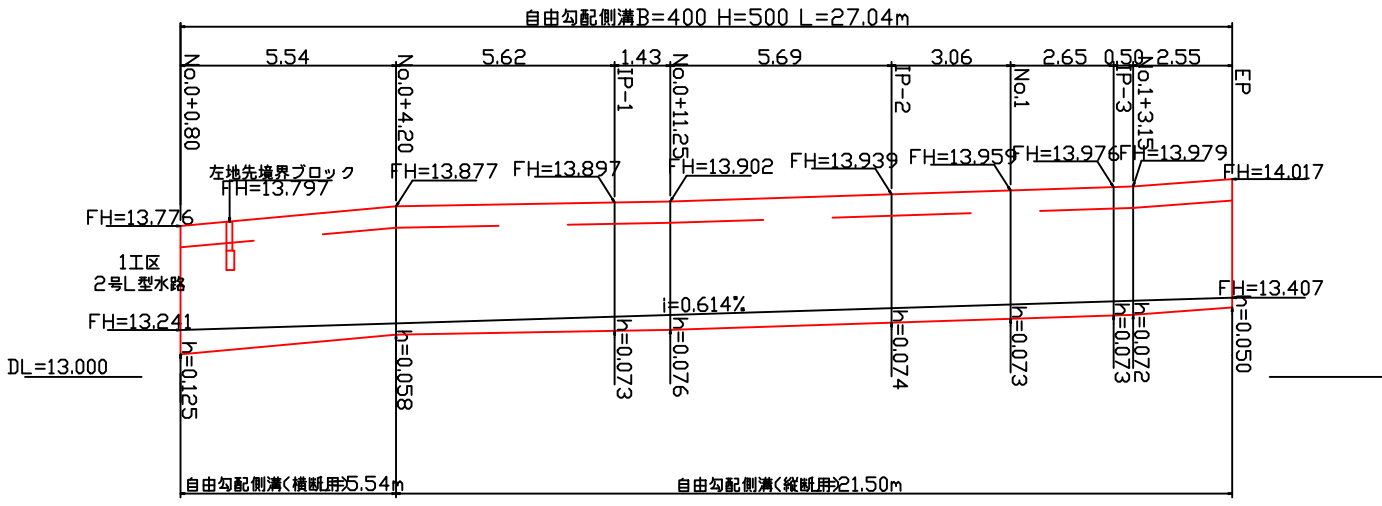 自由勾配側溝B=400 H=500 L=27.04m
5.54
5.62
1.43
5.69
3.06
2.65
0.50
2.55
No.0+0.80
No.0+4.20
IP-1
No.0+11.25
IP-2
No.1
IP-3
No.1+3.15
EP
左地先境界ブロック
FH=13.797
FH=13.776
FH=13.877
FH=13.897
FH=13.902
FH=13.939
FH=13.959
FH=13.976
FH=13.979
FH=14.017
1工区
2号L型水路
FH=13.241
i=0.614%
FH=13.407
DL=13.000
h=0.125
h=0.058
h=0.073
h=0.076
h=0.074
h=0.073
h=0.073
h=0.072
h=0.050
自由勾配側溝(横断用)5.54m
自由勾配側溝(縦断用)21.50m